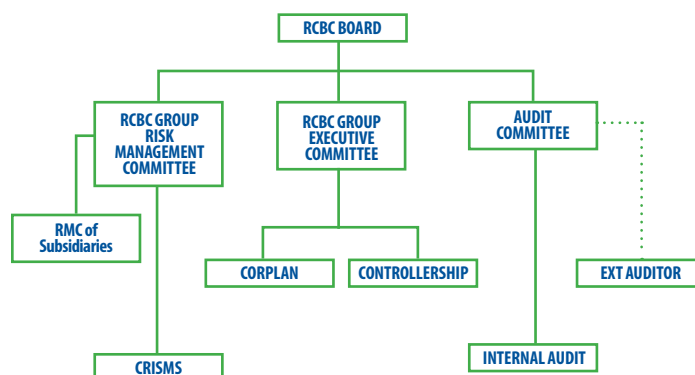 RCBC BOARD
RCBC GROUP
RISK
MANAGEMENT
COMMITTEE
RCBC GROUP
EXECUTIVE
COMMITTEE
AUDIT
COMMITTEE
RMC of
Subsidiaries
CORPLAN
CONTROLLERSHIP
EXT AUDITOR
CRISMS
INTERNAL AUDIT